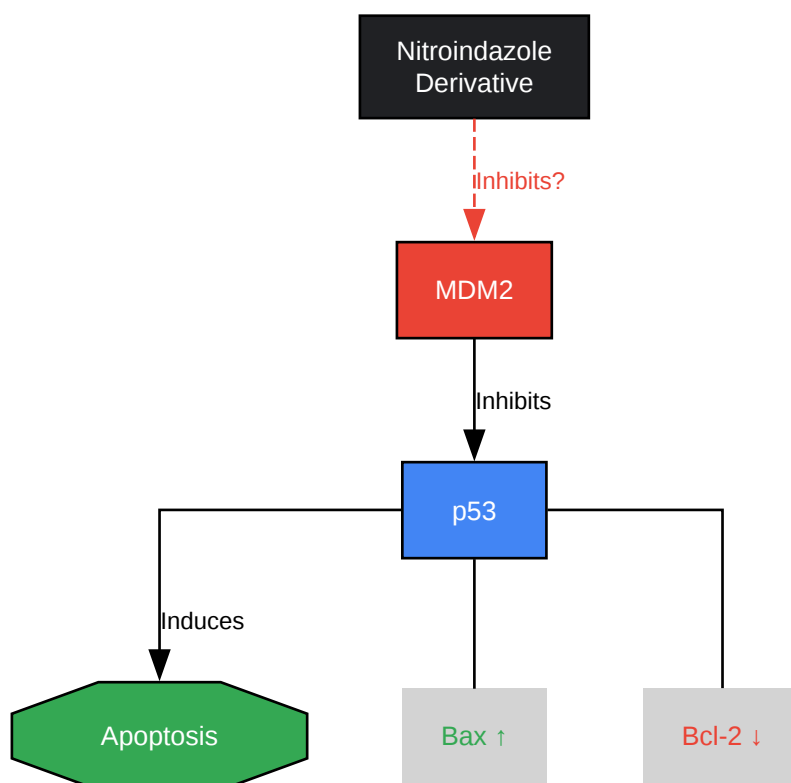 Nitroindazole
Derivative
Inhibits?
MDM2
Inhibits
p53
Induces
Apoptosis
Bax ↑
Bcl-2 ↓